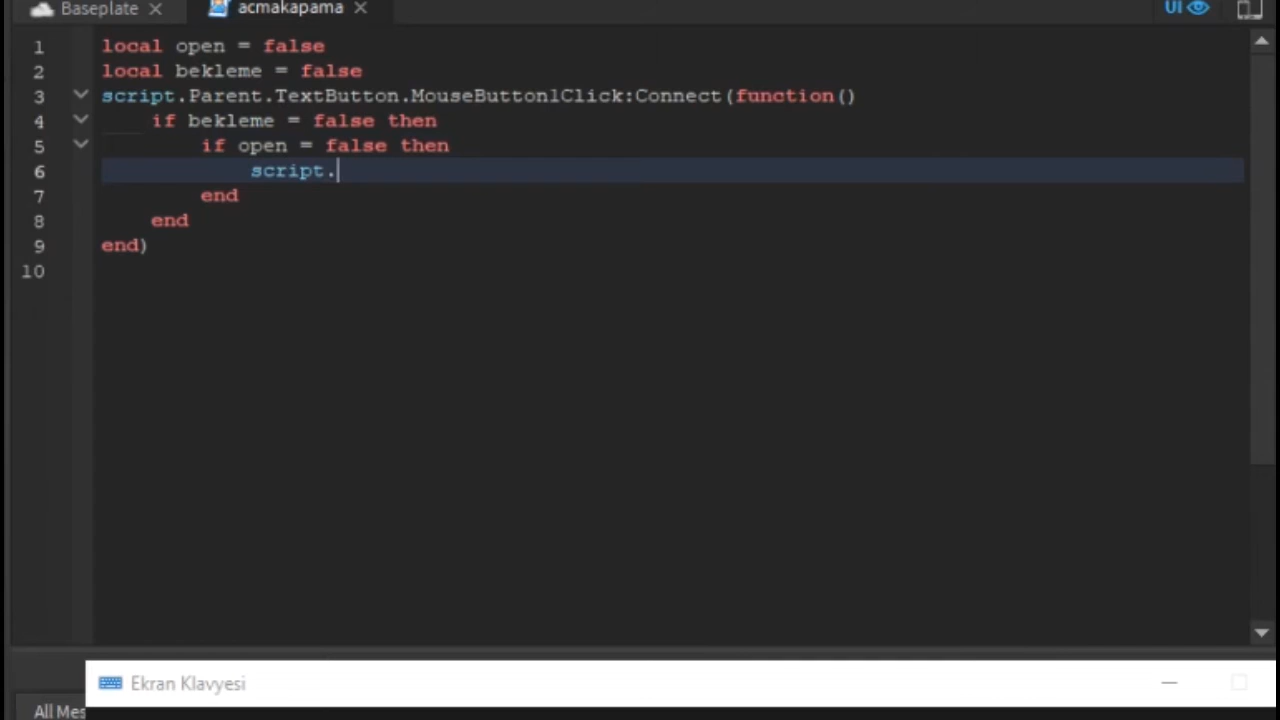 Baseplate
acmakapama
UI
1 local open = false
2 local bekleme = false
3 script.Parent.TextButton.MouseButton1Click:Connect(function()
4 if bekleme = false then
5 if open = false then
6 script.
7 end
8 end
9 end)
10
Ekran Klavyesi
All Mes